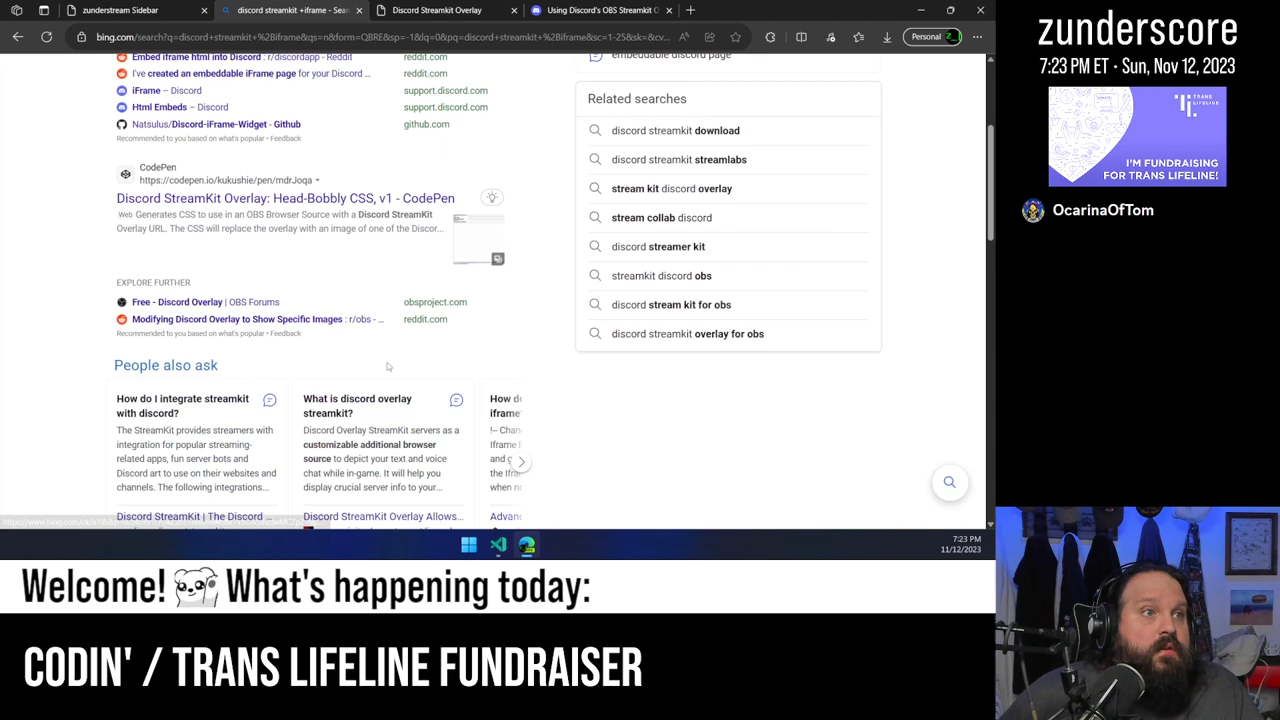 zunderstream Sidebar
discord streamkit +iframe - Sea
Discord Streamkit Overlay
Using Discord's OBS Streamkit O
bing.com/search?q=discord+streamkit+%2Biframe&qs=n&form=QBRE&sp=-1&lq=0&pq=discord+streamkit+%2Biframe&sc=1-25&sk=&cv...
Personal
Embed iframe html into Discord : r/discordapp - Reddit
reddit.com
I've created an embeddable iFrame page for your Discord ...
reddit.com
iFrame – Discord
support.discord.com
Html Embeds – Discord
support.discord.com
Natsulus/Discord-iFrame-Widget - Github
github.com
Recommended to you based on what's popular • Feedback
CodePen
https://codepen.io/kukushie/pen/mdrJoqa
Discord StreamKit Overlay: Head-Bobbly CSS, v1 - CodePen
Web Generates CSS to use in an OBS Browser Source with a Discord StreamKit
Overlay URL. The CSS will replace the overlay with an image of one of the Discor...
EXPLORE FURTHER
Free - Discord Overlay | OBS Forums
obsproject.com
Modifying Discord Overlay to Show Specific Images : r/obs - ...
reddit.com
Recommended to you based on what's popular • Feedback
People also ask
How do I integrate streamkit
with discord?
The StreamKit provides streamers
with integration for popular streaming-
related apps, fun server bots and
Discord art to use on their websites and
channels. The following integrations...
Discord StreamKit | The Discord ...
What is discord overlay
streamkit?
Discord Overlay StreamKit servers as a
customizable additional browser
source to depict your text and voice
chat while in-game. It will help you
display crucial server info to your...
Discord StreamKit Overlay Allows...
How d
iframe
!-- Chan
Iframe l
and g
the Ifra
when no
Advanc
embeddable discord page
Related searches
discord streamkit download
discord streamkit streamlabs
stream kit discord overlay
stream collab discord
discord streamer kit
streamkit discord obs
discord stream kit for obs
discord streamkit overlay for obs
7:23 PM
11/12/2023
zunderscore
7:23 PM ET · Sun, Nov 12, 2023
TRANS
LIFELINE
I'M FUNDRAISING
FOR TRANS LIFELINE!
OcarinaOfTom
Welcome! What's happening today:
CODIN' / TRANS LIFELINE FUNDRAISER